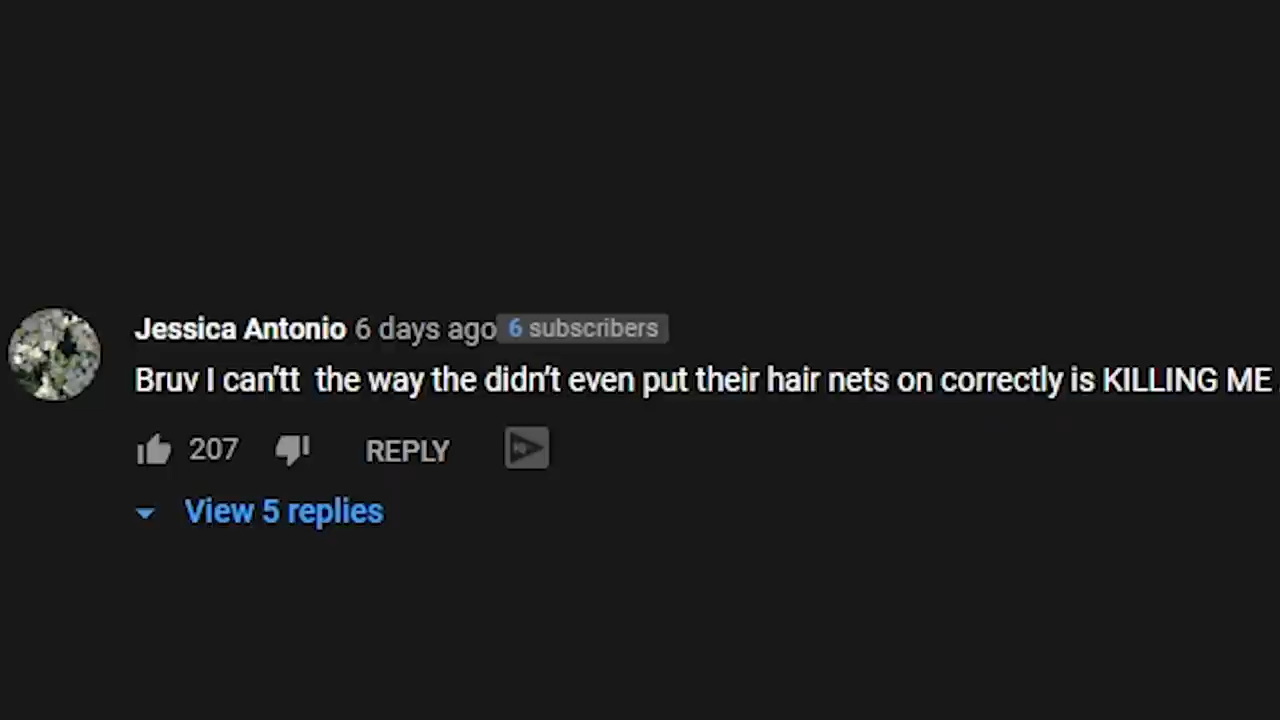 Jessica Antonio 6 days ago 6 subscribers
Bruv I can'tt the way the didn't even put their hair nets on correctly is KILLING ME
207 REPLY
View 5 replies